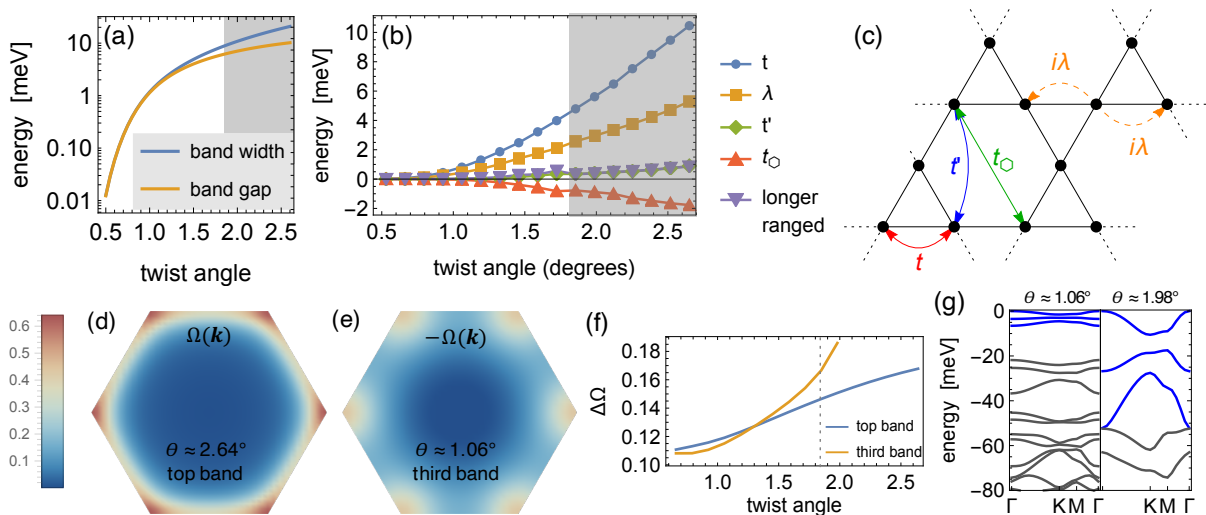 (a)
energy [meV]
10
1
0.10
0.01
band width
band gap
0.5 1.0 1.5 2.0 2.5
twist angle
(b)
energy [meV]
10
8
6
4
2
0
−2
0.5 1.0 1.5 2.0 2.5
twist angle (degrees)
t
λ
t'
t⬡
longer
ranged
(c)
iλ
iλ
t'
t⬡
t
0.6
0.5
0.4
0.3
0.2
0.1
(d)
Ω(k)
θ ≈ 2.64°
top band
(e)
−Ω(k)
θ ≈ 1.06°
third band
(f)
ΔΩ
0.18
0.16
0.14
0.12
0.10
top band
third band
1.0 1.5 2.0 2.5
twist angle
(g)
θ ≈ 1.06° θ ≈ 1.98°
energy [meV]
0
−20
−40
−60
−80
Γ K M Γ K M Γ